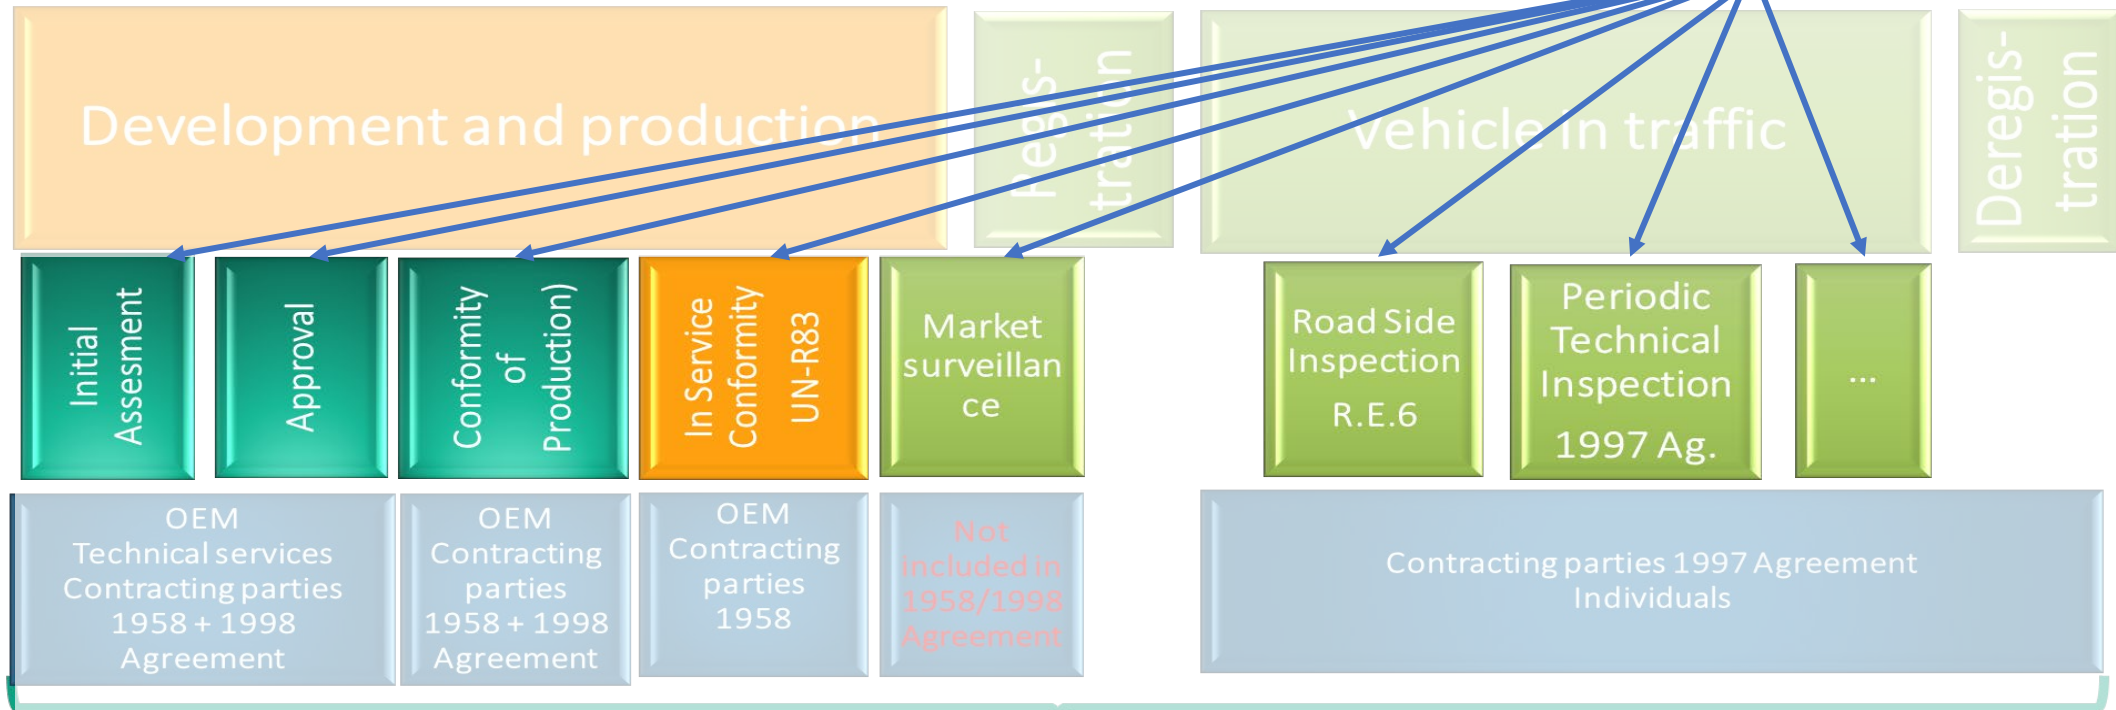 Development and production
Regis-
tration
Vehicle in traffic
Deregis-
tration
Initial
Assesment
Approval
Conformity
of
Production)
In Service
Conformity
UN-R83
Market
surveillan
ce
Road Side
Inspection
R.E.6
Periodic
Technical
Inspection
1997 Ag.
...
OEM
Technical services
Contracting parties
1958 + 1998
Agreement
OEM
Contracting
parties
1958 + 1998
Agreement
OEM
Contracting
parties
1958
Not
included in
1958/1998
Agreement
Contracting parties 1997 Agreement
Individuals